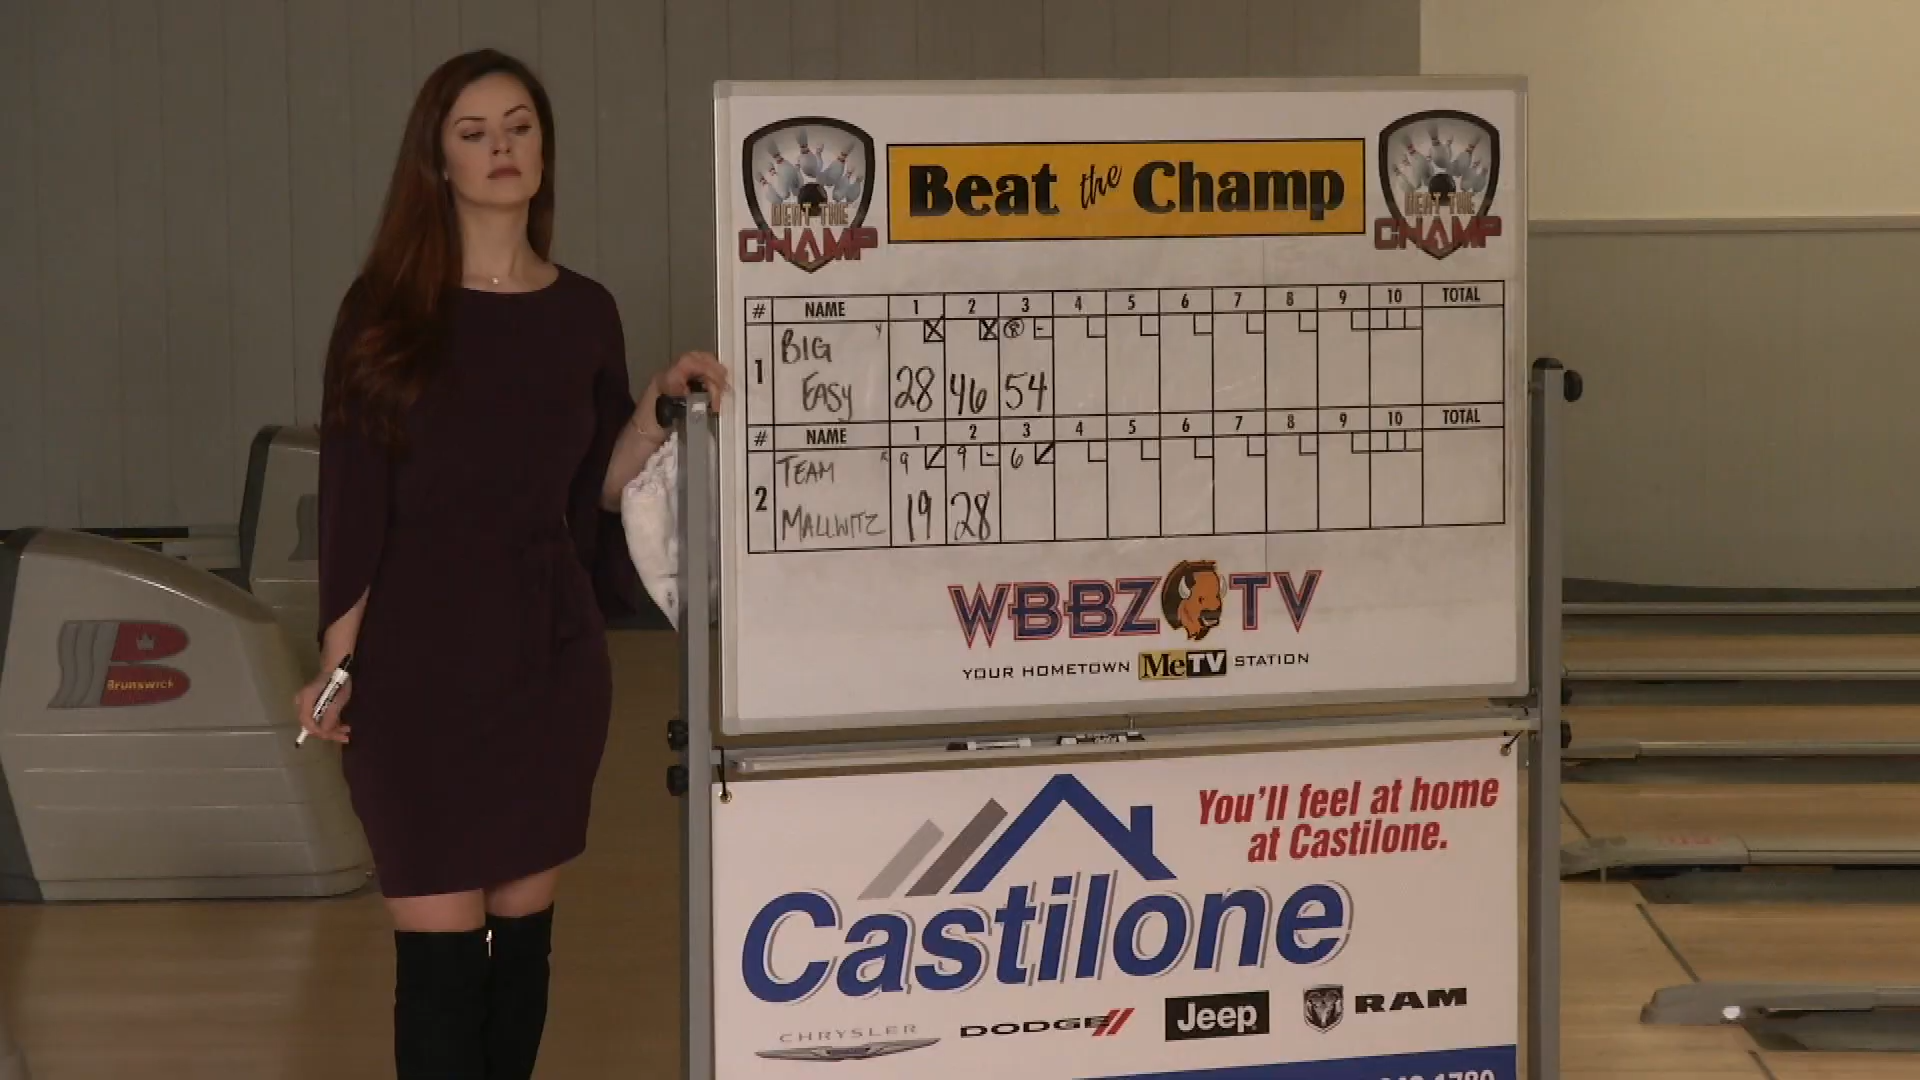 BEAT THE CHAMP
Beat the Champ
BEAT THE CHAMP
# NAME 1 2 3 4 5 6 7 8 9 10 TOTAL
1 BIG EASY X X 8 -
28 46 54
# NAME 1 2 3 4 5 6 7 8 9 10 TOTAL
2 TEAM MALLWITZ 9 / 9 - 6 /
19 28
WBBZ TV
YOUR HOMETOWN MeTV STATION
Brunswick
You'll feel at home
at Castilone.
Castilone
CHRYSLER DODGE Jeep RAM